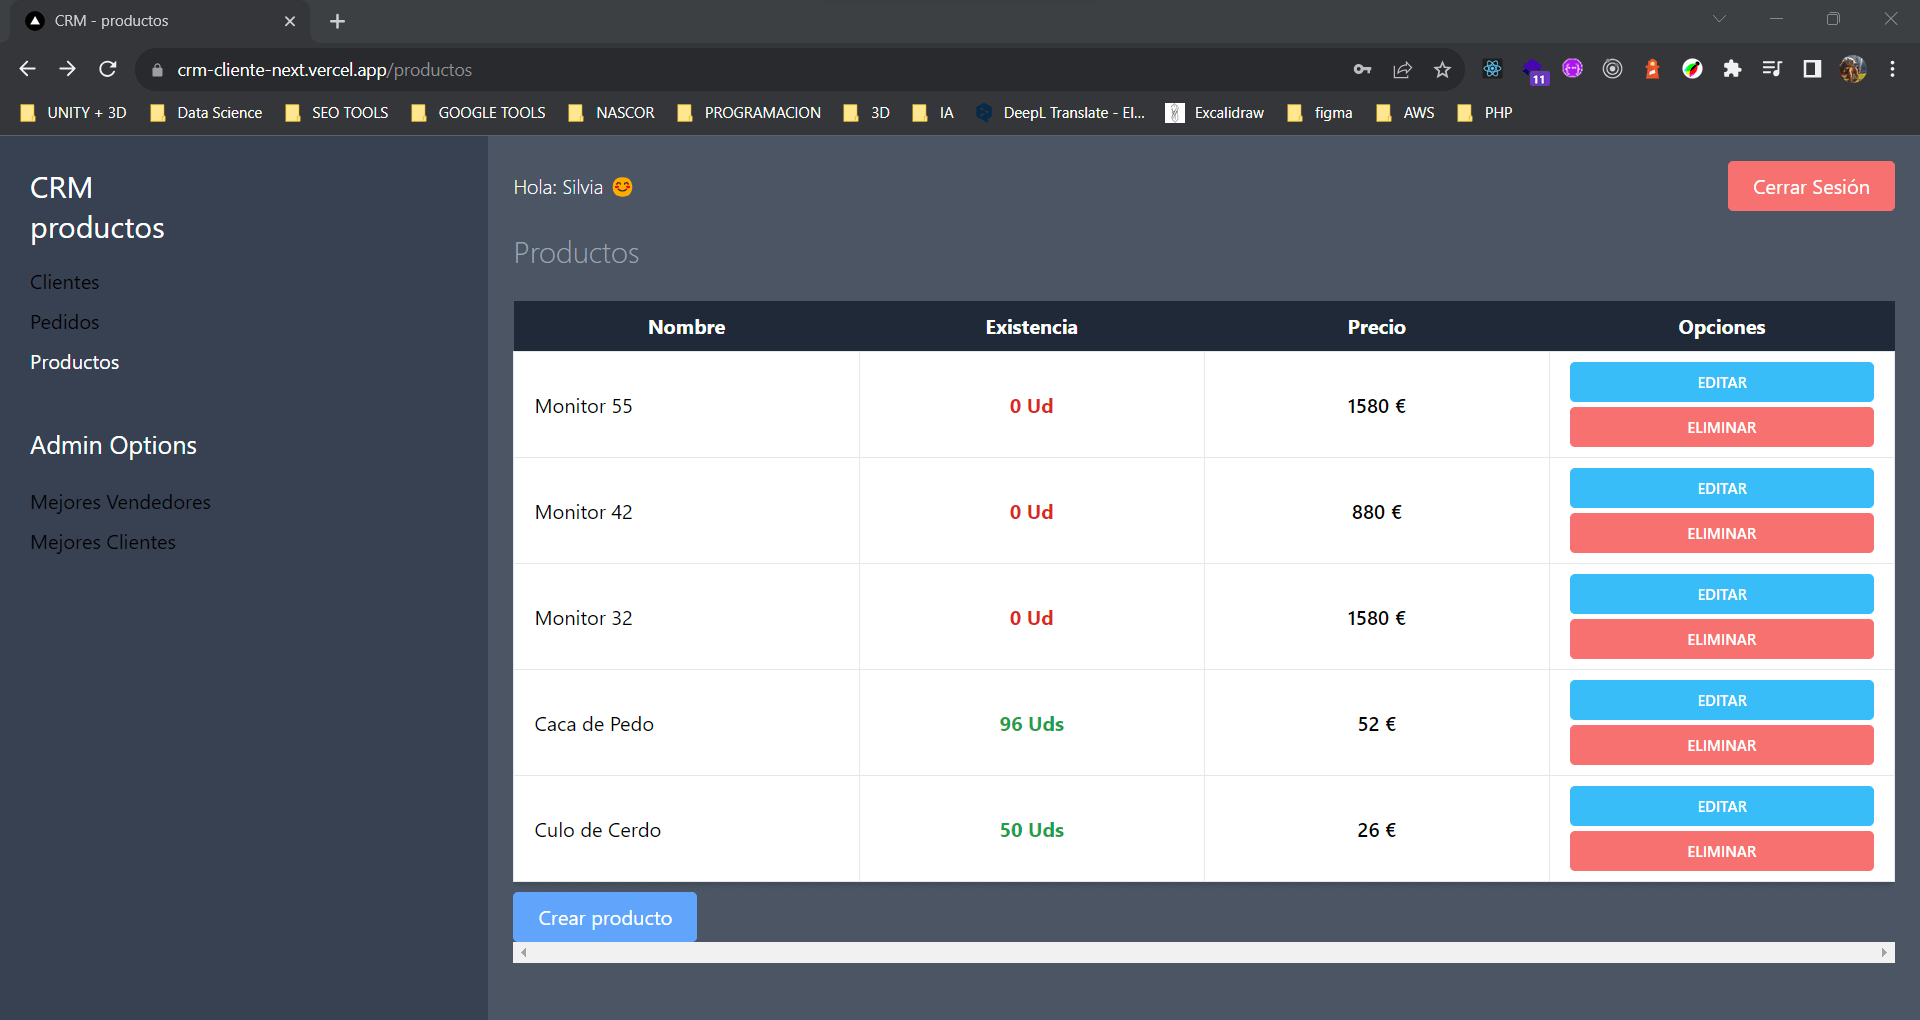 CRM - productos
crm-cliente-next.vercel.app/productos
11
UNITY + 3D Data Science SEO TOOLS GOOGLE TOOLS NASCOR PROGRAMACION 3D IA DeepL Translate - El... Excalidraw figma AWS PHP
CRM
productos
Clientes
Pedidos
Productos
Admin Options
Mejores Vendedores
Mejores Clientes
Hola: Silvia 😊
Cerrar Sesión
Productos
Nombre Existencia Precio Opciones
Monitor 55 0 Ud 1580 € EDITAR
ELIMINAR
Monitor 42 0 Ud 880 € EDITAR
ELIMINAR
Monitor 32 0 Ud 1580 € EDITAR
ELIMINAR
Caca de Pedo 96 Uds 52 € EDITAR
ELIMINAR
Culo de Cerdo 50 Uds 26 € EDITAR
ELIMINAR
Crear producto